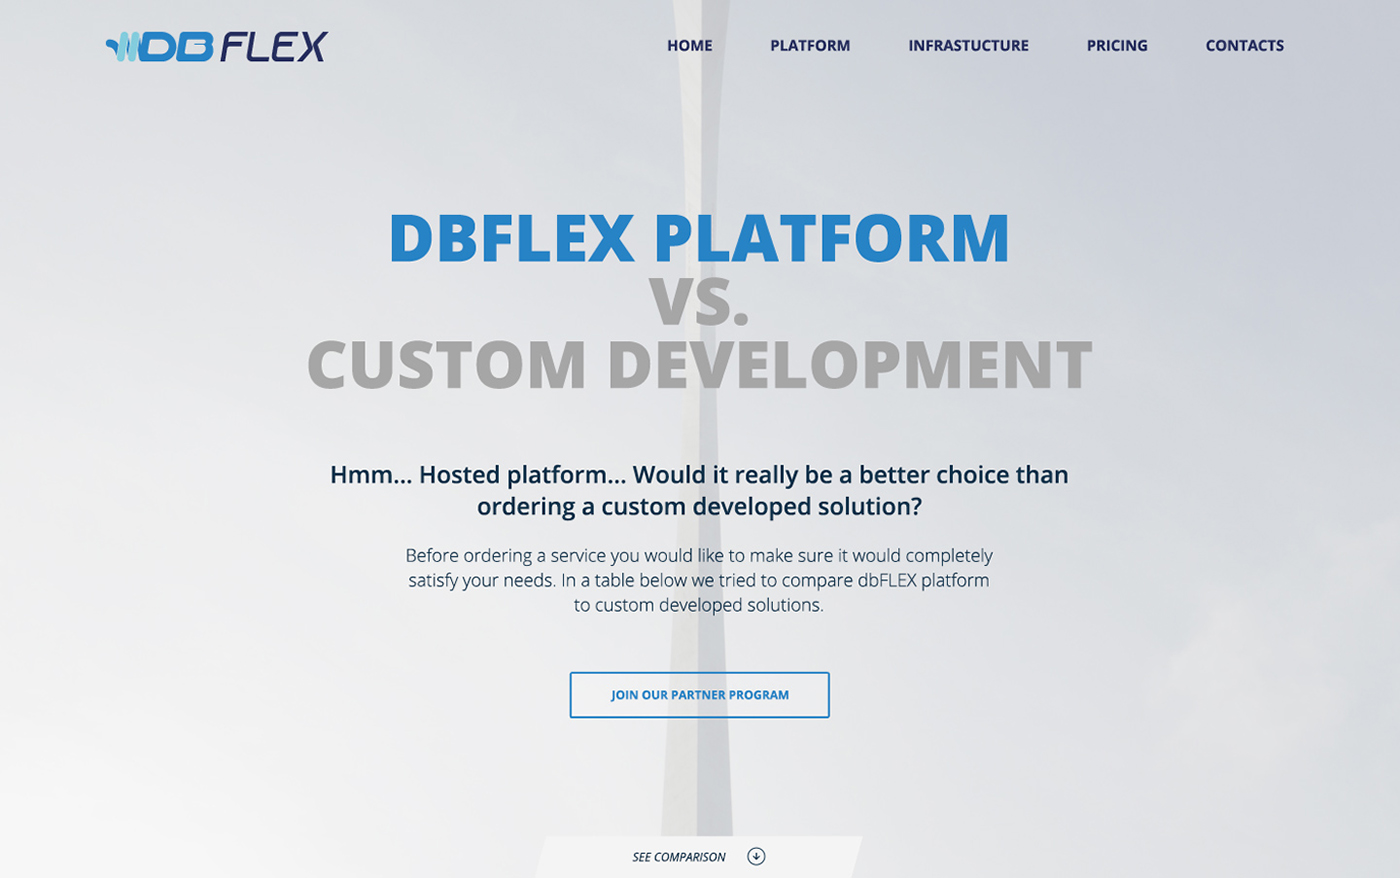 DB FLEX
HOME PLATFORM INFRASTUCTURE PRICING CONTACTS
DBFLEX PLATFORM
VS.
CUSTOM DEVELOPMENT
Hmm... Hosted platform... Would it really be a better choice than
ordering a custom developed solution?
Before ordering a service you would like to make sure it would completely
satisfy your needs. In a table below we tried to compare dbFLEX platform
to custom developed solutions.
JOIN OUR PARTNER PROGRAM
SEE COMPARISON